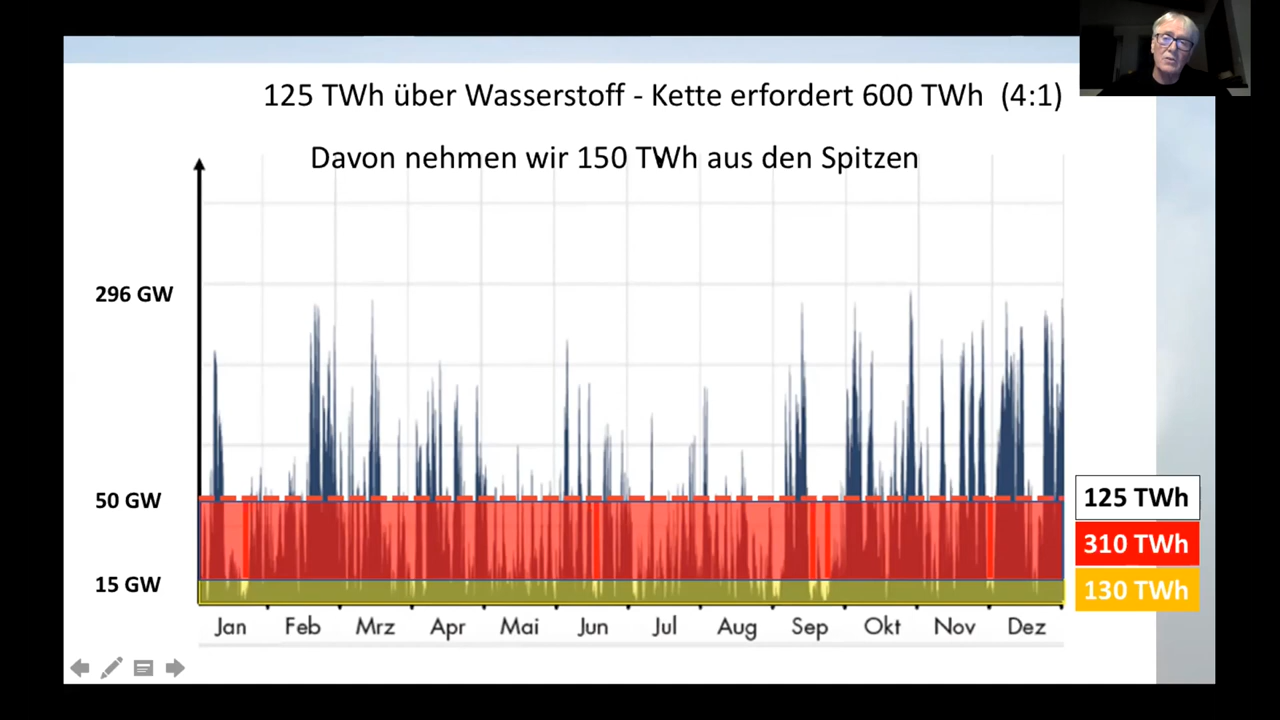 125 TWh über Wasserstoff - Kette erfordert 600 TWh (4:1)
Davon nehmen wir 150 TWh aus den Spitzen
296 GW
50 GW
15 GW
125 TWh
310 TWh
130 TWh
Jan Feb Mrz Apr Mai Jun Jul Aug Sep Okt Nov Dez